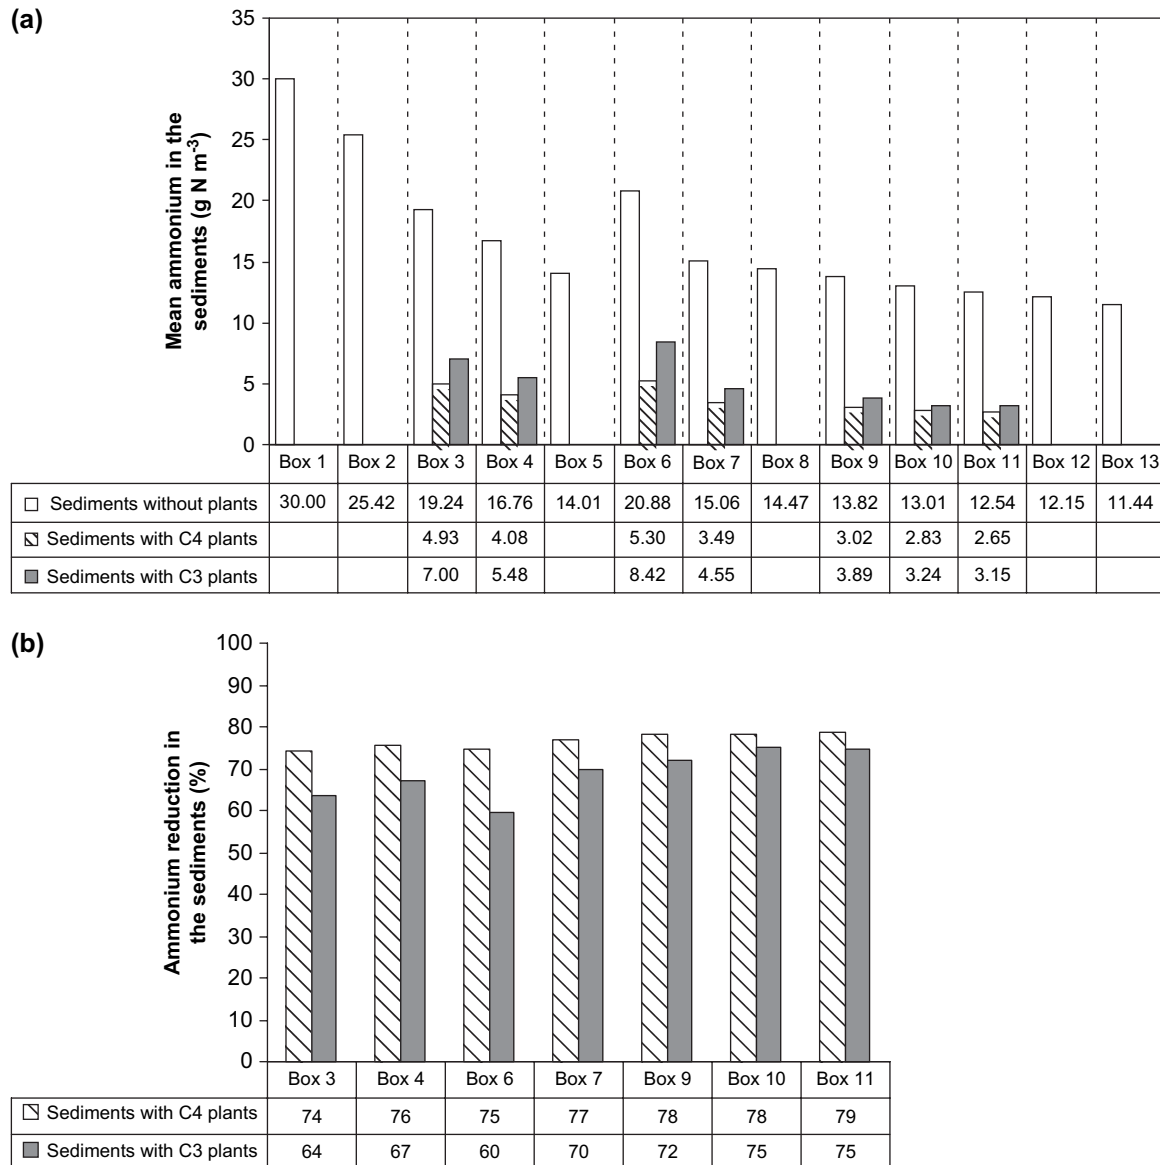 (a)
Mean ammonium in the
sediments (g N m⁻³)
35
30
25
20
15
10
5
0
Box 1 Box 2 Box 3 Box 4 Box 5 Box 6 Box 7 Box 8 Box 9 Box 10 Box 11 Box 12 Box 13
Sediments without plants 30.00 25.42 19.24 16.76 14.01 20.88 15.06 14.47 13.82 13.01 12.54 12.15 11.44
Sediments with C4 plants 4.93 4.08 5.30 3.49 3.02 2.83 2.65
Sediments with C3 plants 7.00 5.48 8.42 4.55 3.89 3.24 3.15
(b)
Ammonium reduction in
the sediments (%)
100
90
80
70
60
50
40
30
20
10
0
Box 3 Box 4 Box 6 Box 7 Box 9 Box 10 Box 11
Sediments with C4 plants 74 76 75 77 78 78 79
Sediments with C3 plants 64 67 60 70 72 75 75